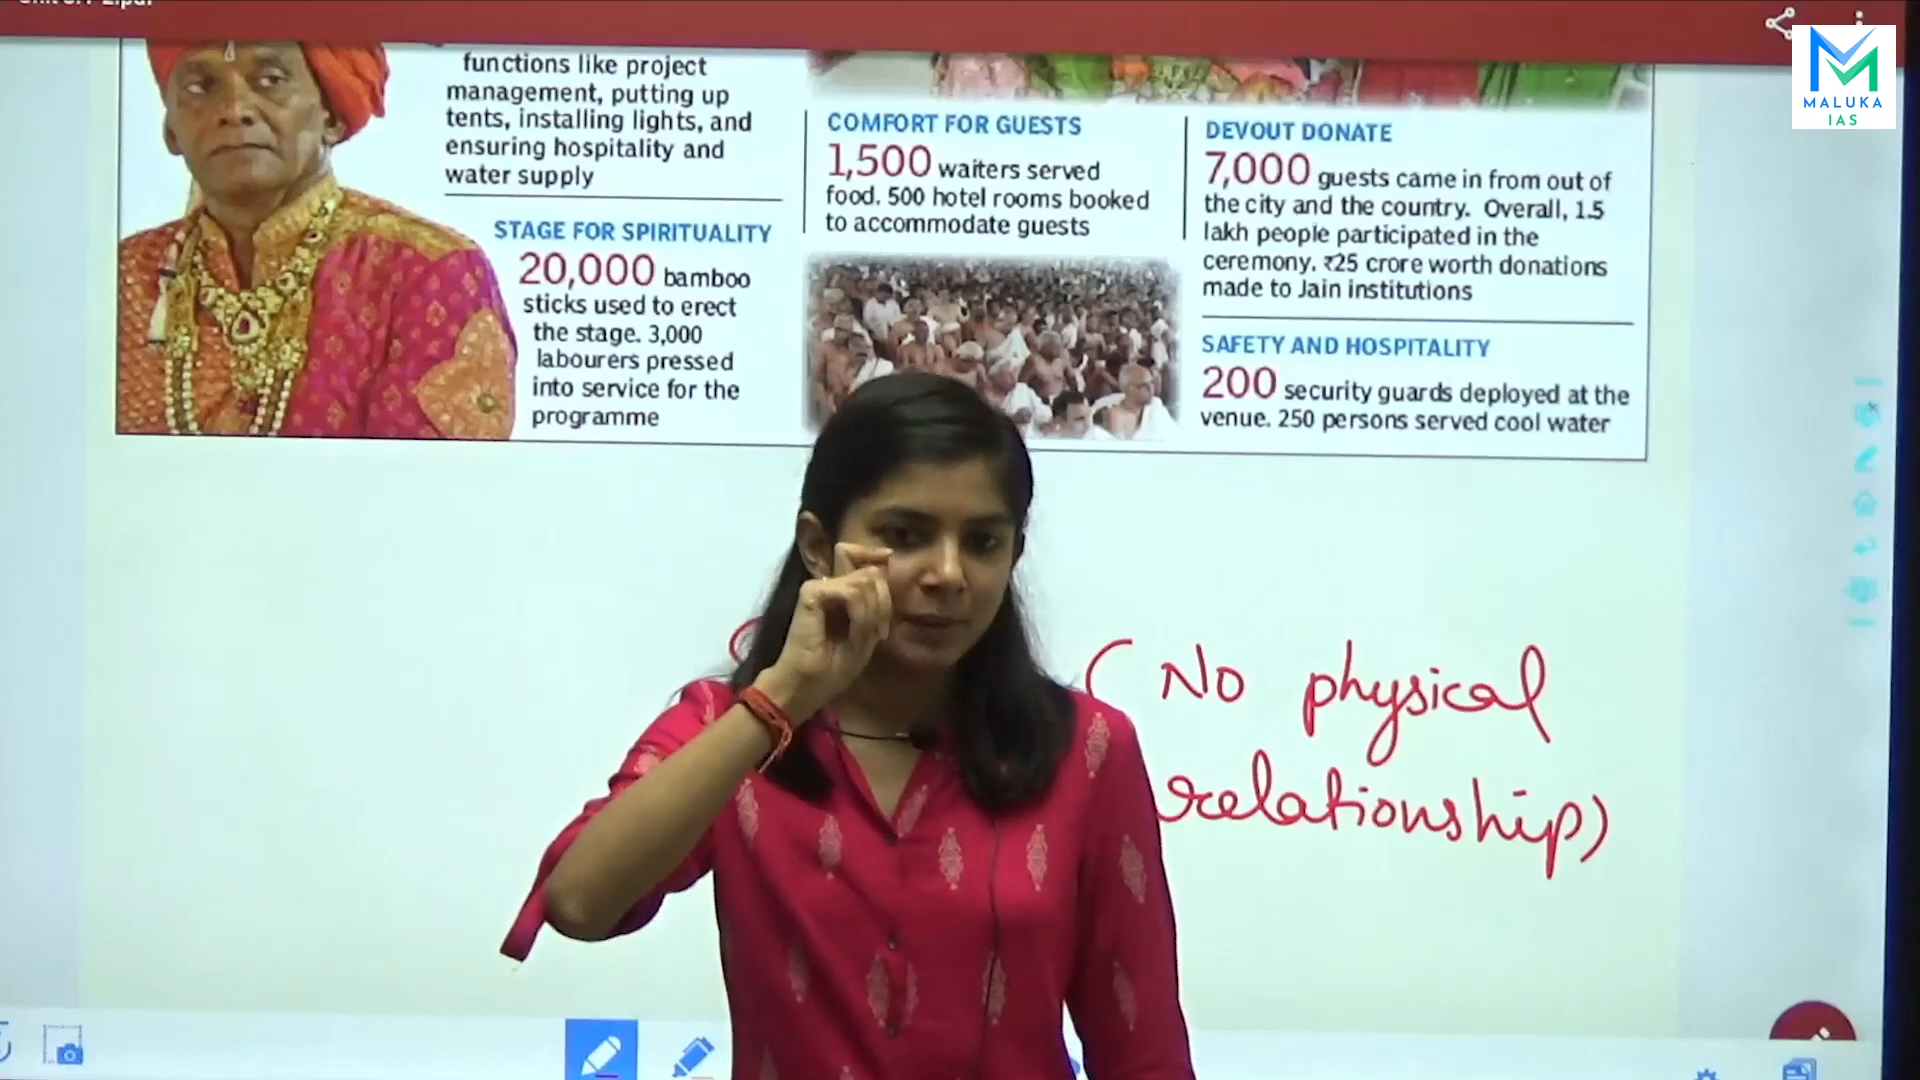 functions like project
management, putting up
tents, installing lights, and
ensuring hospitality and
water supply
STAGE FOR SPIRITUALITY
20,000 bamboo
sticks used to erect
the stage. 3,000
labourers pressed
into service for the
programme
COMFORT FOR GUESTS
1,500 waiters served
food. 500 hotel rooms booked
to accommodate guests
DEVOUT DONATE
7,000 guests came in from out of
the city and the country. Overall, 1.5
lakh people participated in the
ceremony. ₹25 crore worth donations
made to Jain institutions
SAFETY AND HOSPITALITY
200 security guards deployed at the
venue. 250 persons served cool water
(No physical
relationship)
MALUKA
IAS